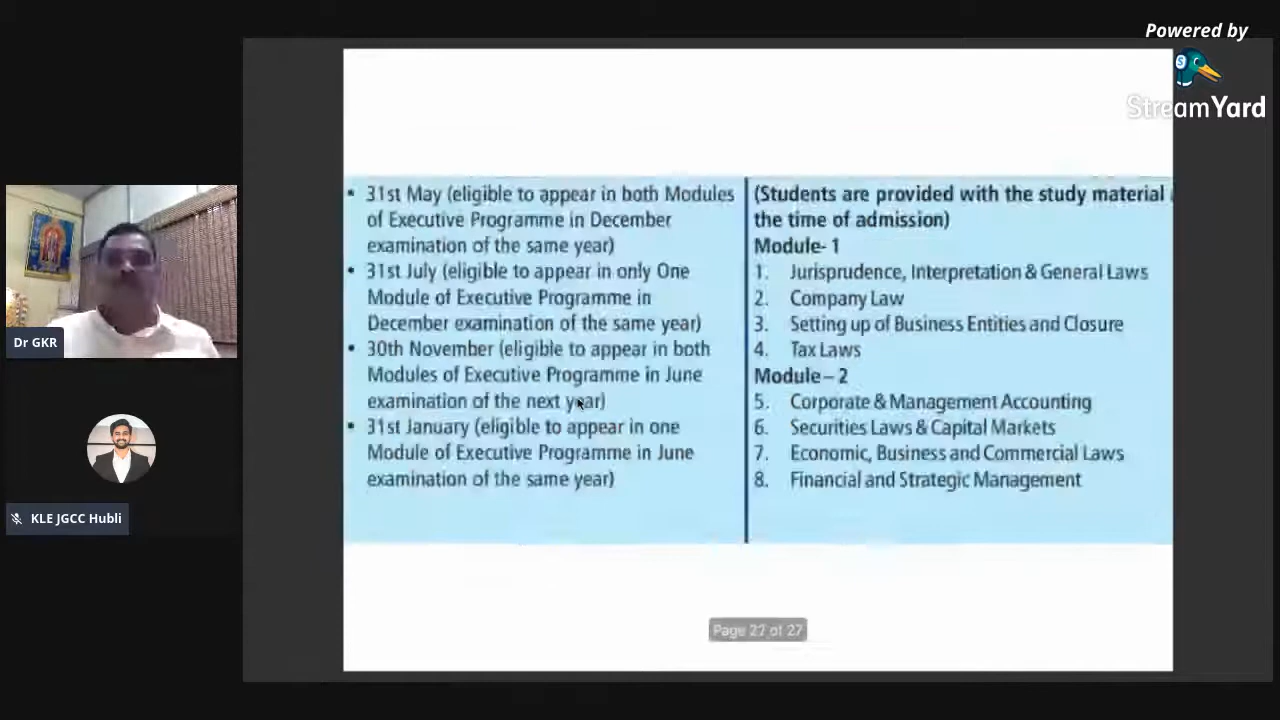 Powered by
StreamYard
31st May (eligible to appear in both Modules
of Executive Programme in December
examination of the same year)
31st July (eligible to appear in only One
Module of Executive Programme in
December examination of the same year)
30th November (eligible to appear in both
Modules of Executive Programme in June
examination of the next year)
31st January (eligible to appear in one
Module of Executive Programme in June
examination of the same year)
(Students are provided with the study material
the time of admission)
Module- 1
1. Jurisprudence, Interpretation & General Laws
2. Company Law
3. Setting up of Business Entities and Closure
4. Tax Laws
Module – 2
5. Corporate & Management Accounting
6. Securities Laws & Capital Markets
7. Economic, Business and Commercial Laws
8. Financial and Strategic Management
Page 22 of 27
Dr GKR
KLE JGCC Hubli